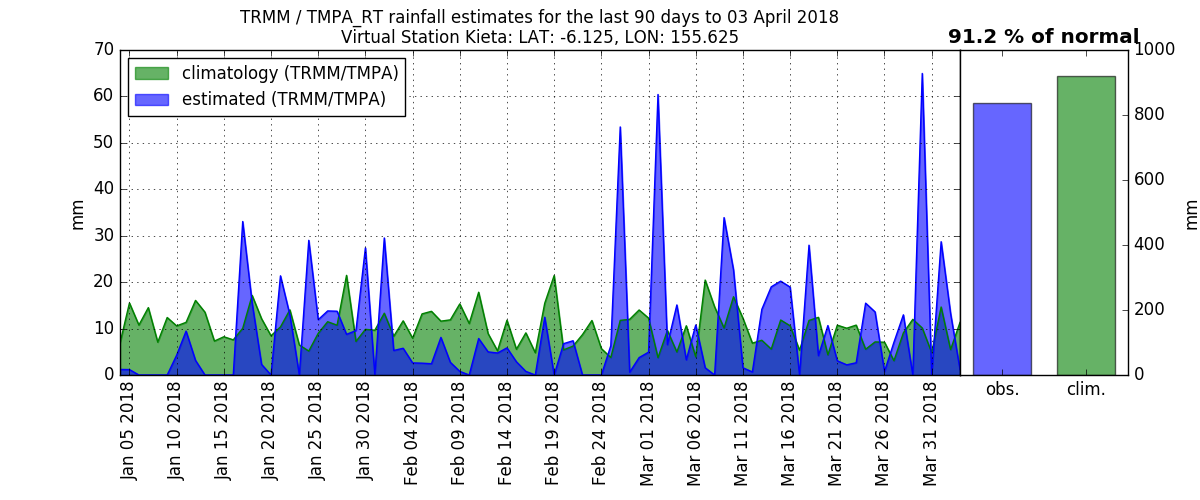 TRMM / TMPA_RT rainfall estimates for the last 90 days to 03 April 2018
Virtual Station Kieta: LAT: -6.125, LON: 155.625
91.2 % of normal
climatology (TRMM/TMPA)
estimated (TRMM/TMPA)
70
60
50
40
30
20
10
0
mm
1000
800
600
400
200
0
mm
obs.
clim.
Jan 05 2018
Jan 10 2018
Jan 15 2018
Jan 20 2018
Jan 25 2018
Jan 30 2018
Feb 04 2018
Feb 09 2018
Feb 14 2018
Feb 19 2018
Feb 24 2018
Mar 01 2018
Mar 06 2018
Mar 11 2018
Mar 16 2018
Mar 21 2018
Mar 26 2018
Mar 31 2018